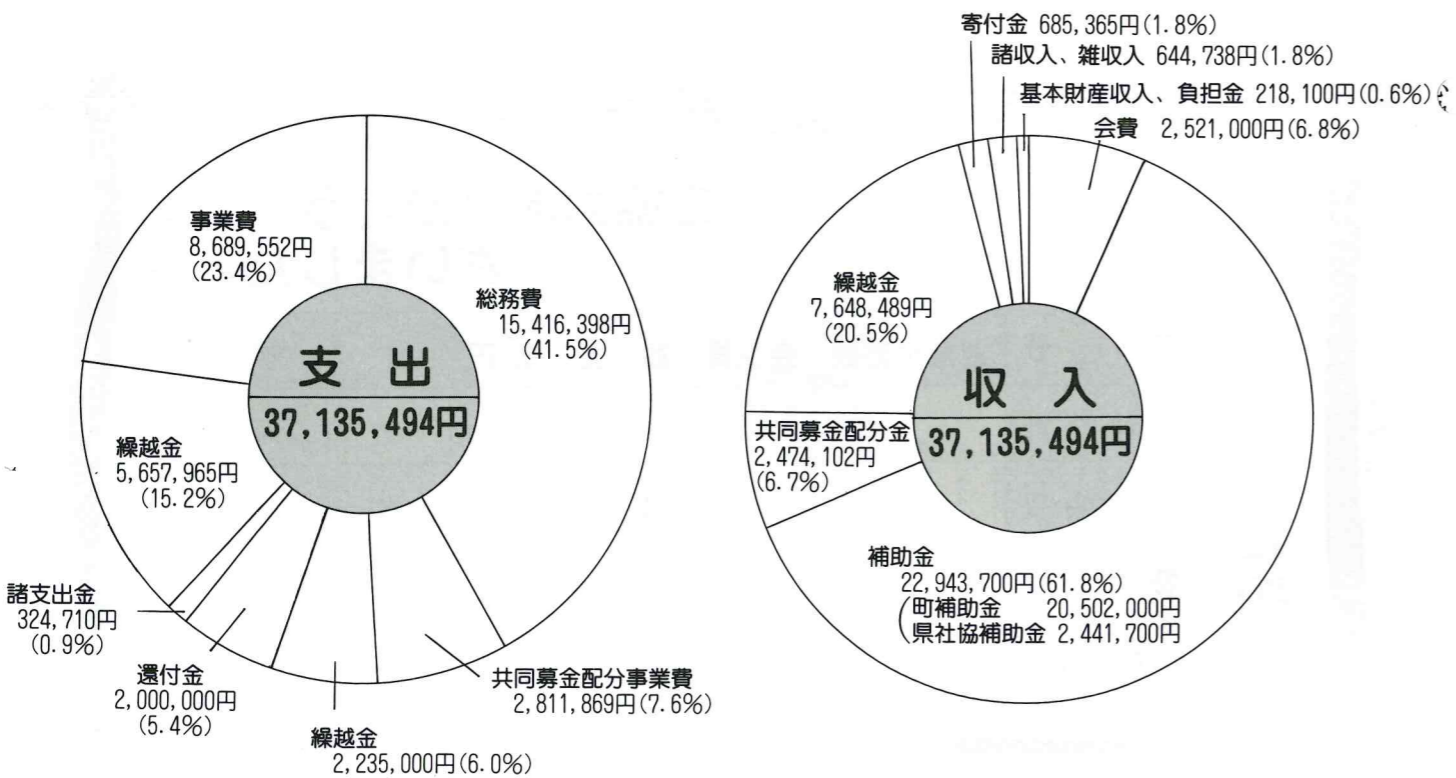 支出
37,135,494円
総務費
15,416,398円
(41.5%)
共同募金配分事業費
2,811,869円(7.6%)
繰越金
2,235,000円(6.0%)
還付金
2,000,000円
(5.4%)
諸支出金
324,710円
(0.9%)
繰越金
5,657,965円
(15.2%)
事業費
8,689,552円
(23.4%)
収入
37,135,494円
寄付金 685,365円(1.8%)
諸収入、雑収入 644,738円(1.8%)
基本財産収入、負担金 218,100円(0.6%)
会費 2,521,000円(6.8%)
繰越金
7,648,489円
(20.5%)
共同募金配分金
2,474,102円
(6.7%)
補助金
22,943,700円(61.8%)
(町補助金 20,502,000円
県社協補助金 2,441,700円